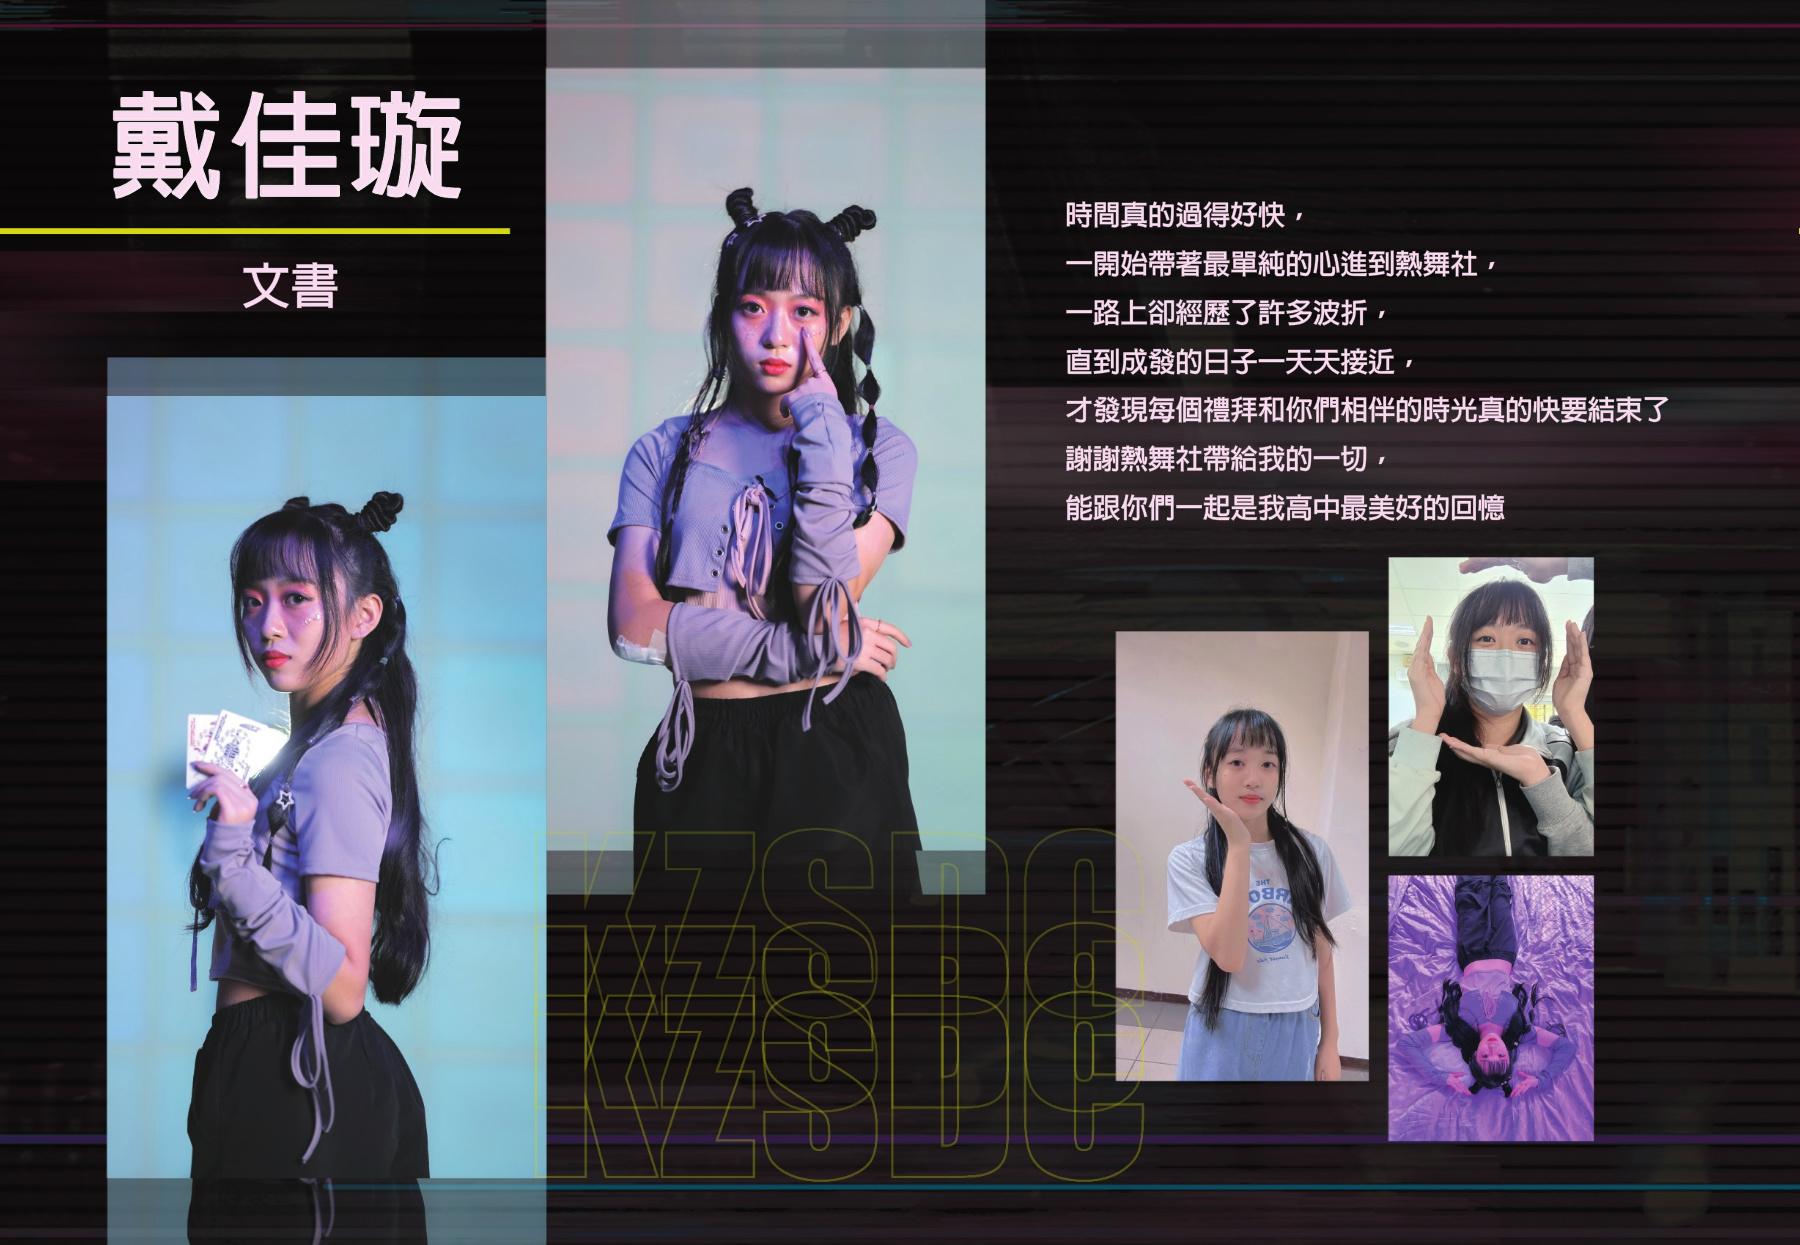 戴佳璇
文書
時間真的過得好快，
一開始帶著最單純的心進到熱舞社，
一路上卻經歷了許多波折，
直到成發的日子一天天接近，
才發現每個禮拜和你們相伴的時光真的快要結束了
謝謝熱舞社帶給我的一切，
能跟你們一起是我高中最美好的回憶
KZSDC
KZSDC
KZSDC
THE